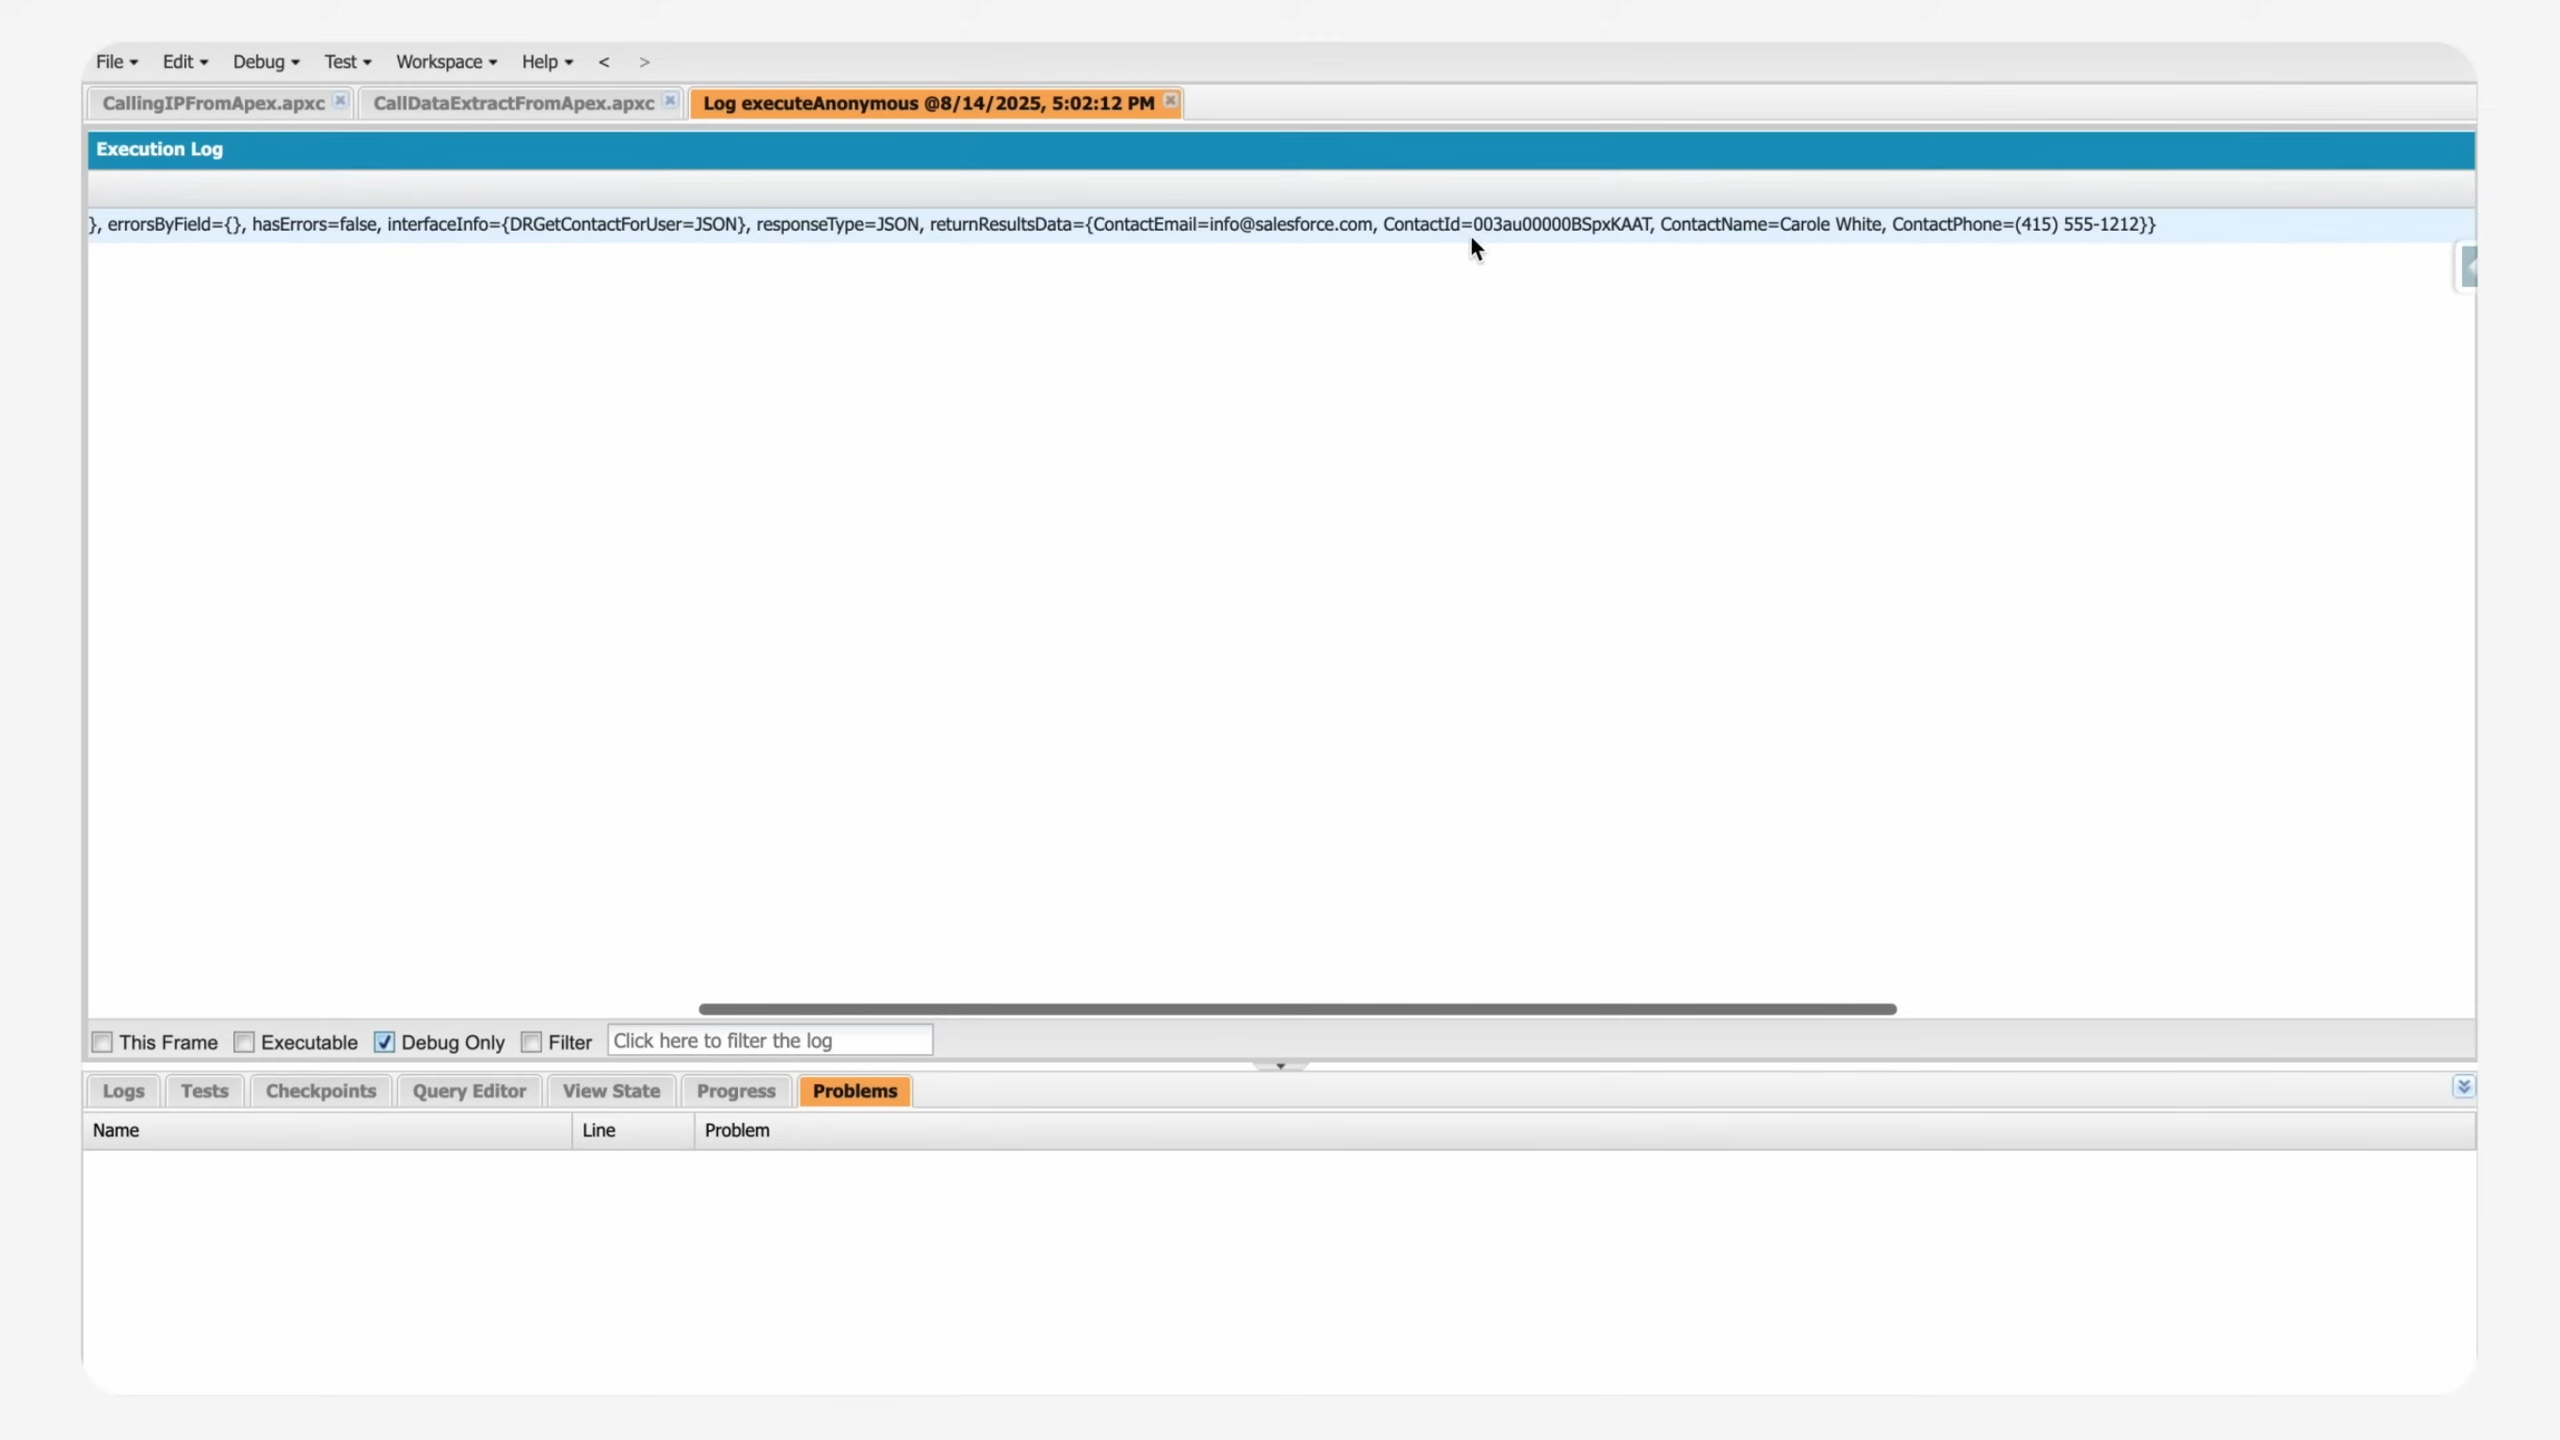 File Edit Debug Test Workspace Help < >
CallingIPFromApex.apxc CallDataExtractFromApex.apxc Log executeAnonymous @8/14/2025, 5:02:12 PM
Execution Log
}, errorsByField={}, hasErrors=false, interfaceInfo={DRGetContactForUser=JSON}, responseType=JSON, returnResultsData={ContactEmail=info@salesforce.com, ContactId=003au00000BSpxKAAT, ContactName=Carole White, ContactPhone=(415) 555-1212}}
This Frame Executable Debug Only Filter Click here to filter the log
Logs Tests Checkpoints Query Editor View State Progress Problems
Name Line Problem